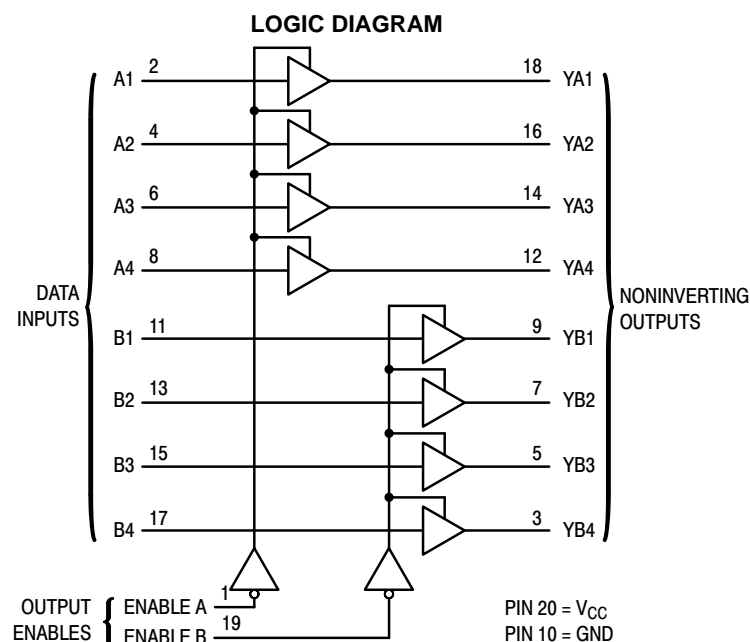 LOGIC DIAGRAM
A1 2 18 YA1
A2 4 16 YA2
A3 6 14 YA3
A4 8 12 YA4
DATA
INPUTS
NONINVERTING
OUTPUTS
B1 11 9 YB1
B2 13 7 YB2
B3 15 5 YB3
B4 17 3 YB4
OUTPUT
ENABLES
ENABLE A 1
ENABLE B 19
PIN 20 = VCC
PIN 10 = GND